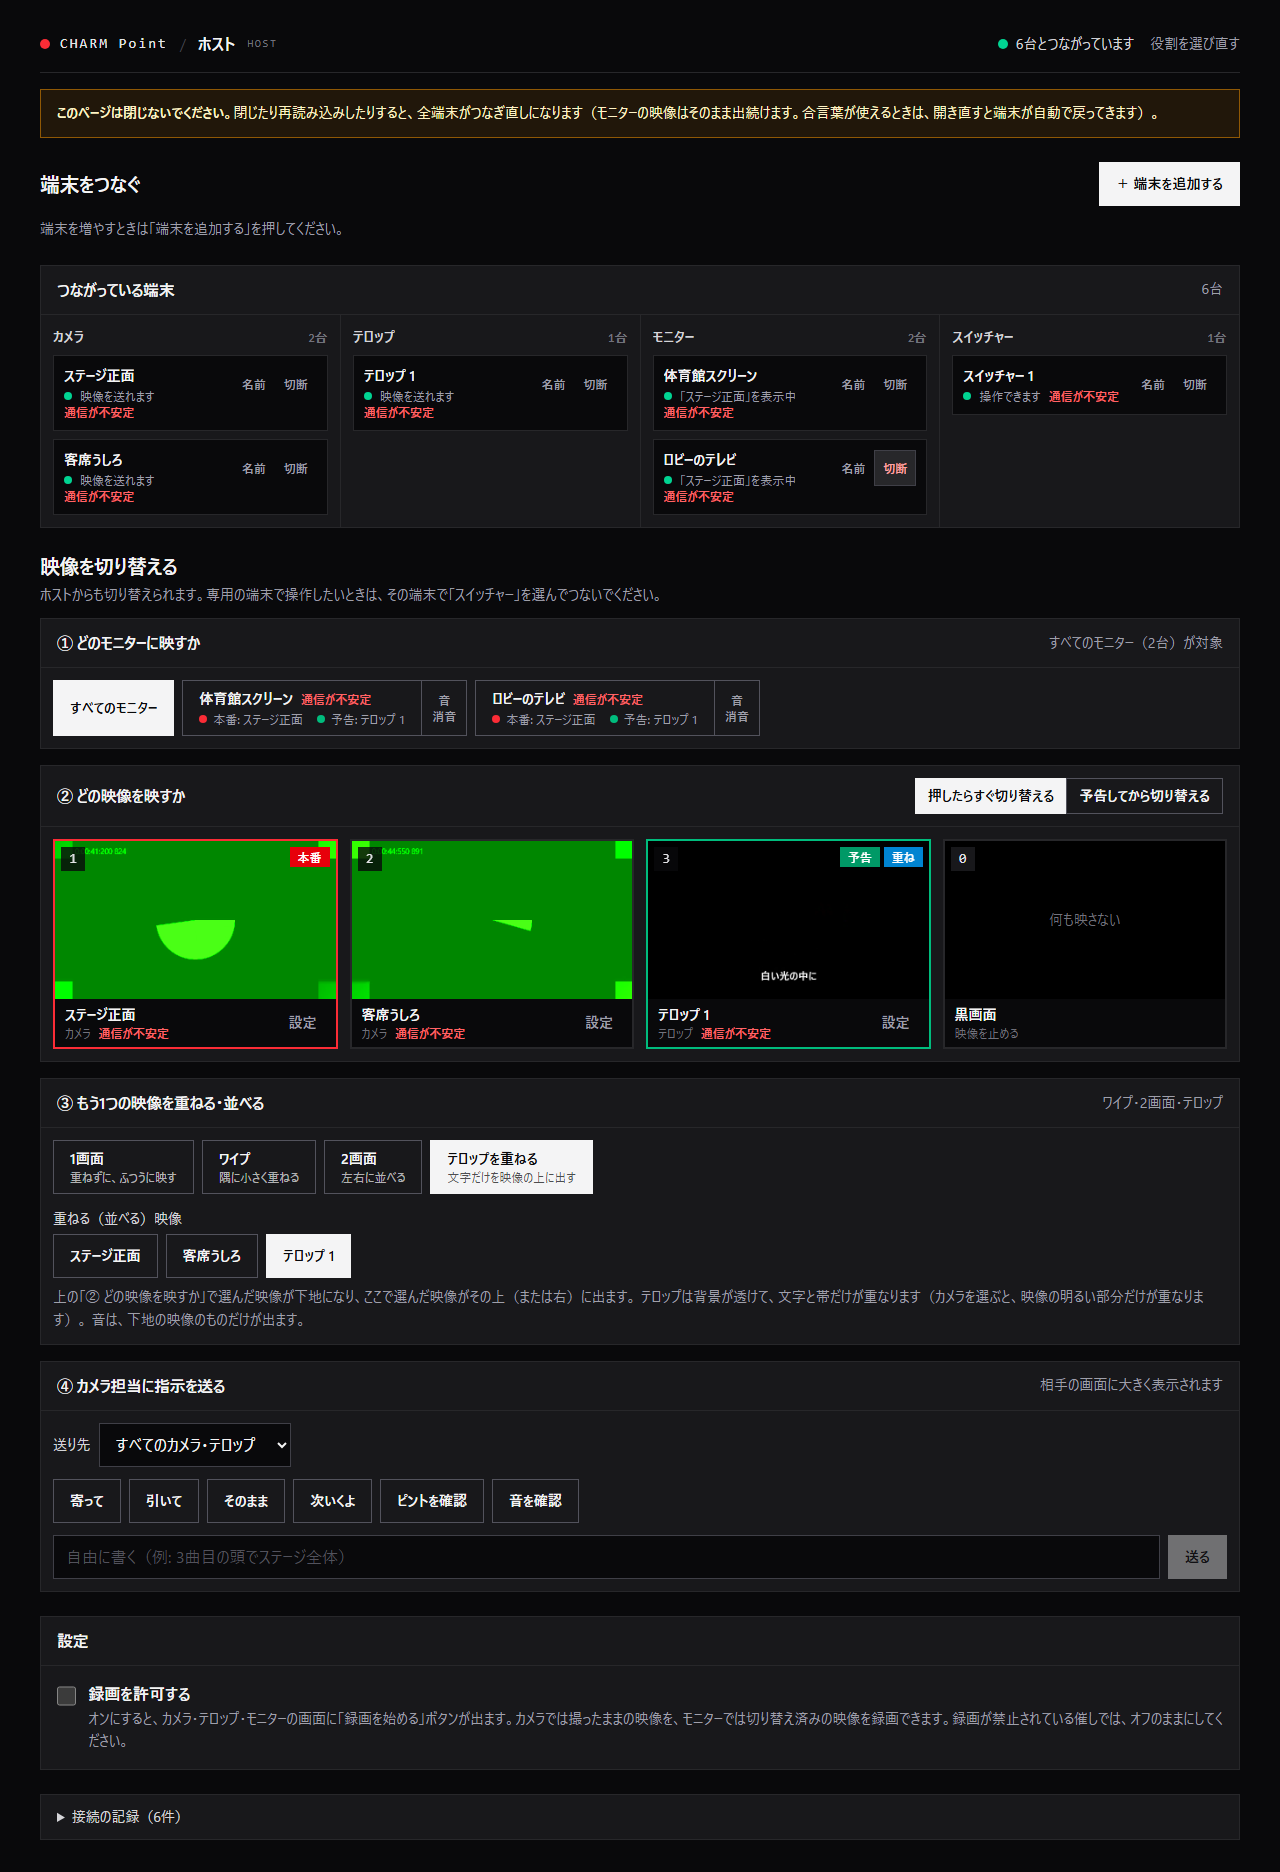 CHARM Point / ホスト HOST
6台とつながっています 役割を選び直す
このページは閉じないでください。閉じたり再読み込みしたりすると、全端末がつなぎ直しになります（モニターの映像はそのまま出続けます。合言葉が使えるときは、開き直すと端末が自動で戻ってきます）。
端末をつなぐ
＋ 端末を追加する
端末を増やすときは「端末を追加する」を押してください。
つながっている端末
6台
カメラ 2台
ステージ正面
映像を送れます
通信が不安定
名前 切断
客席うしろ
映像を送れます
通信が不安定
名前 切断
テロップ 1台
テロップ 1
映像を送れます
通信が不安定
名前 切断
モニター 2台
体育館スクリーン
「ステージ正面」を表示中
通信が不安定
名前 切断
ロビーのテレビ
「ステージ正面」を表示中
通信が不安定
名前 切断
スイッチャー 1台
スイッチャー 1
操作できます 通信が不安定
名前 切断
映像を切り替える
ホストからも切り替えられます。専用の端末で操作したいときは、その端末で「スイッチャー」を選んでつないでください。
① どのモニターに映すか
すべてのモニター（2台）が対象
すべてのモニター
体育館スクリーン 通信が不安定
本番: ステージ正面 予告: テロップ 1
音
消音
ロビーのテレビ 通信が不安定
本番: ステージ正面 予告: テロップ 1
音
消音
② どの映像を映すか
押したらすぐ切り替える 予告してから切り替える
1
0:41:200 824
本番
ステージ正面
カメラ 通信が不安定
設定
2
0:44:550 891
客席うしろ
カメラ 通信が不安定
設定
3
予告 重ね
白い光の中に
テロップ 1
テロップ 通信が不安定
設定
0
何も映さない
黒画面
映像を止める
③ もう1つの映像を重ねる・並べる
ワイプ・2画面・テロップ
1画面
重ねずに、ふつうに映す
ワイプ
隅に小さく重ねる
2画面
左右に並べる
テロップを重ねる
文字だけを映像の上に出す
重ねる（並べる）映像
ステージ正面 客席うしろ テロップ 1
上の「② どの映像を映すか」で選んだ映像が下地になり、ここで選んだ映像がその上（または右）に出ます。テロップは背景が透けて、文字と帯だけが重なります（カメラを選ぶと、映像の明るい部分だけが重なりま
す）。音は、下地の映像のものだけが出ます。
④ カメラ担当に指示を送る
相手の画面に大きく表示されます
送り先 すべてのカメラ・テロップ
寄って 引いて そのまま 次いくよ ピントを確認 音を確認
自由に書く（例: 3曲目の頭でステージ全体）
送る
設定
録画を許可する
オンにすると、カメラ・テロップ・モニターの画面に「録画を始める」ボタンが出ます。カメラでは撮ったままの映像を、モニターでは切り替え済みの映像を録画できます。録画が禁止されている催しでは、オフのままにしてく
ださい。
▶ 接続の記録（6件）